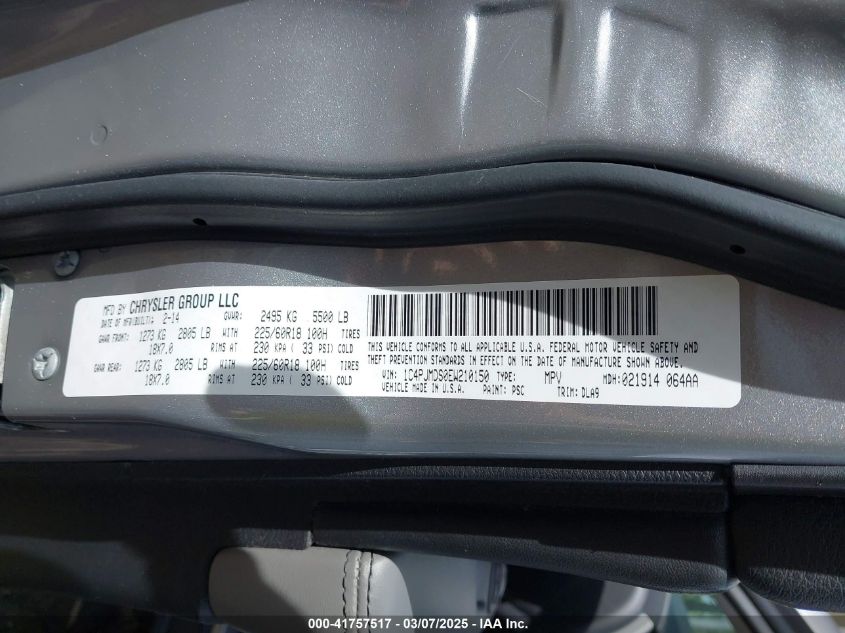 MFD BY CHRYSLER GROUP LLC
DATE OF MFR(BUILT): 2-14 GVWR: 2495 KG 5500 LB
GAWR FRONT: 1273 KG 2805 LB WITH 225/60R18 100H TIRES
18X7.0 RIMS AT 230 KPA ( 33 PSI) COLD
GAWR REAR: 1273 KG 2805 LB WITH 225/60R18 100H TIRES
18X7.0 RIMS AT 230 KPA ( 33 PSI) COLD
THIS VEHICLE CONFORMS TO ALL APPLICABLE U.S.A. FEDERAL MOTOR VEHICLE SAFETY AND
THEFT PREVENTION STANDARDS IN EFFECT ON THE DATE OF MANUFACTURE SHOWN ABOVE.
VIN: 1C4PJMDS0EW210150 TYPE: MPV MDH:021914 064AA
VEHICLE MADE IN U.S.A. PAINT: PSC TRIM: DLA9
000-41757517 — 03/07/2025 — IAA Inc.